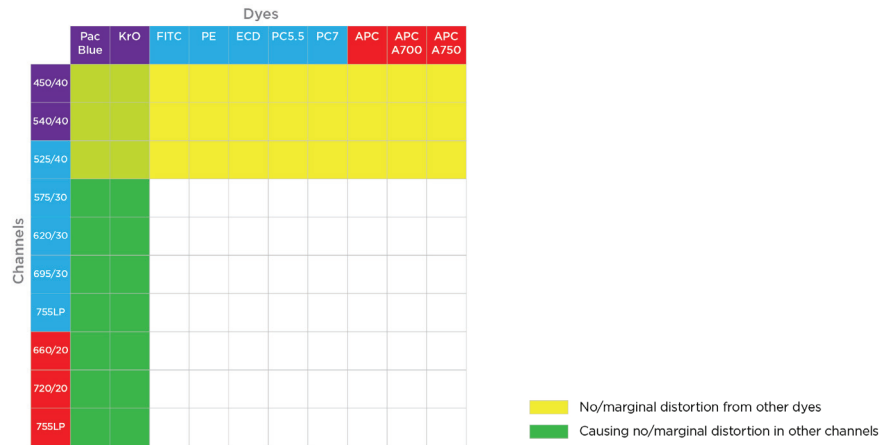 Dyes
Pac Blue
KrO
FITC
PE
ECD
PC5.5
PC7
APC
APC A700
APC A750
Channels
450/40
540/40
525/40
575/30
620/30
695/30
755LP
660/20
720/20
755LP
No/marginal distortion from other dyes
Causing no/marginal distortion in other channels